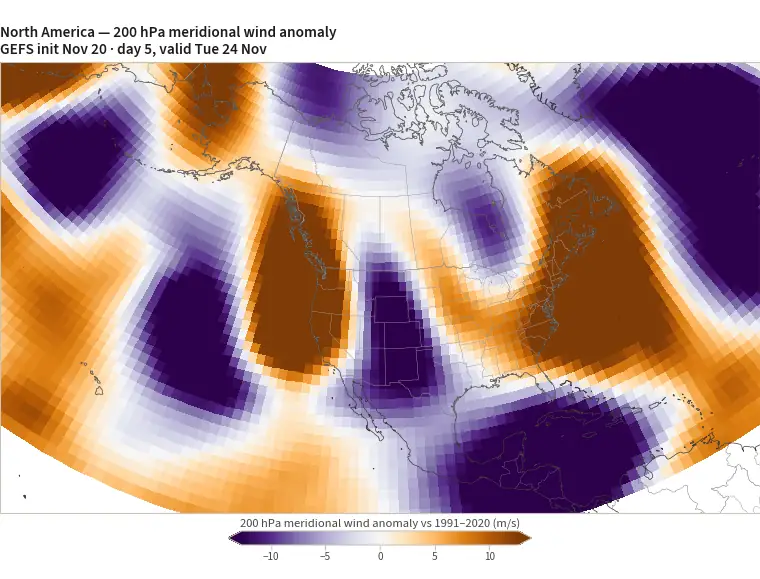 North America — 200 hPa meridional wind anomaly
GEFS init Nov 20 · day 5, valid Tue 24 Nov
200 hPa meridional wind anomaly vs 1991–2020 (m/s)
−10 −5 0 5 10